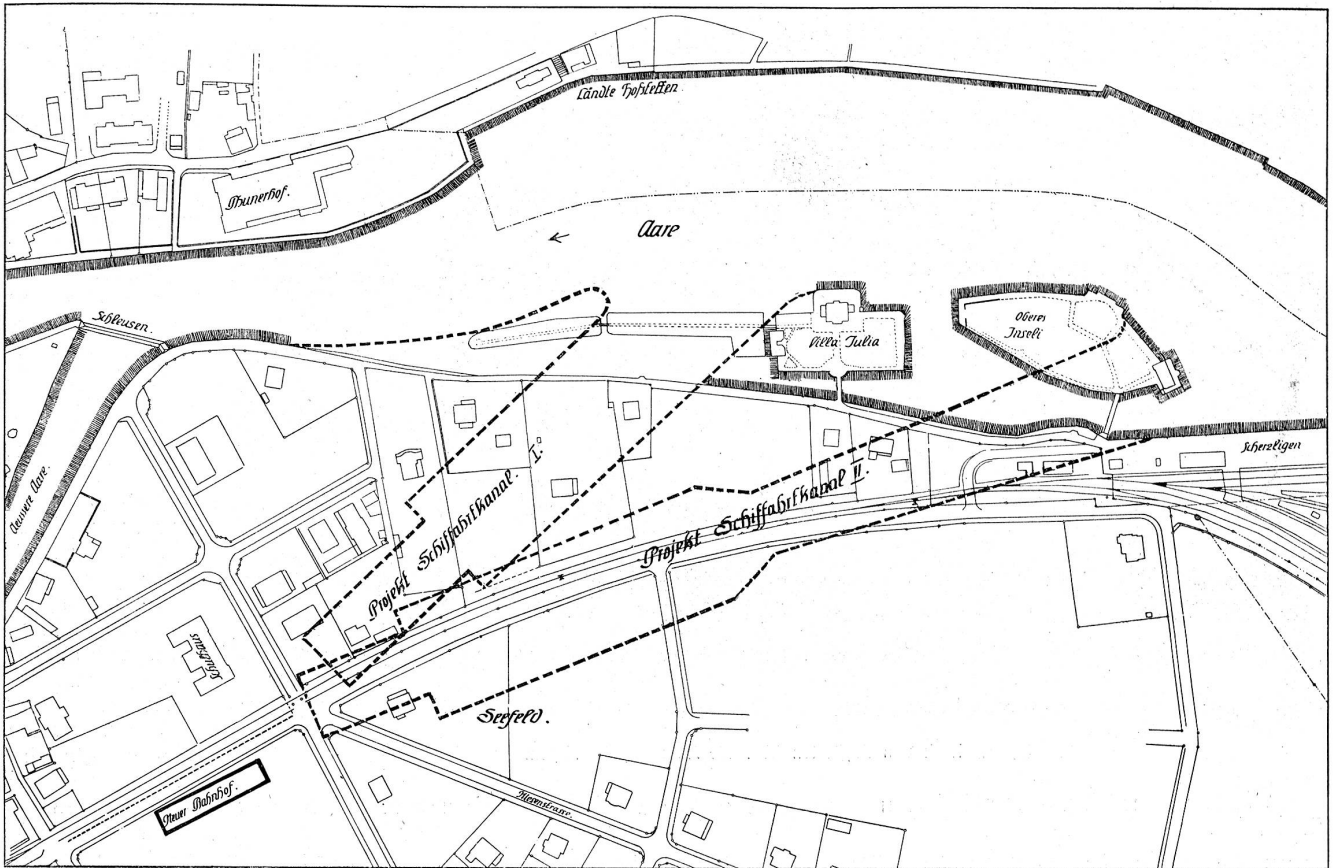 Ländte Hofstetten.
Thunerhof.
Aare
Schleusen.
Oberes
Inseli
Villa Julia
Scherzligen
Aeussere Aare.
Projekt Schiffahrtkanal. I.
Projekt Schiffahrtkanal II.
Schulhaus
Seefeld.
Neuer Bahnhof.